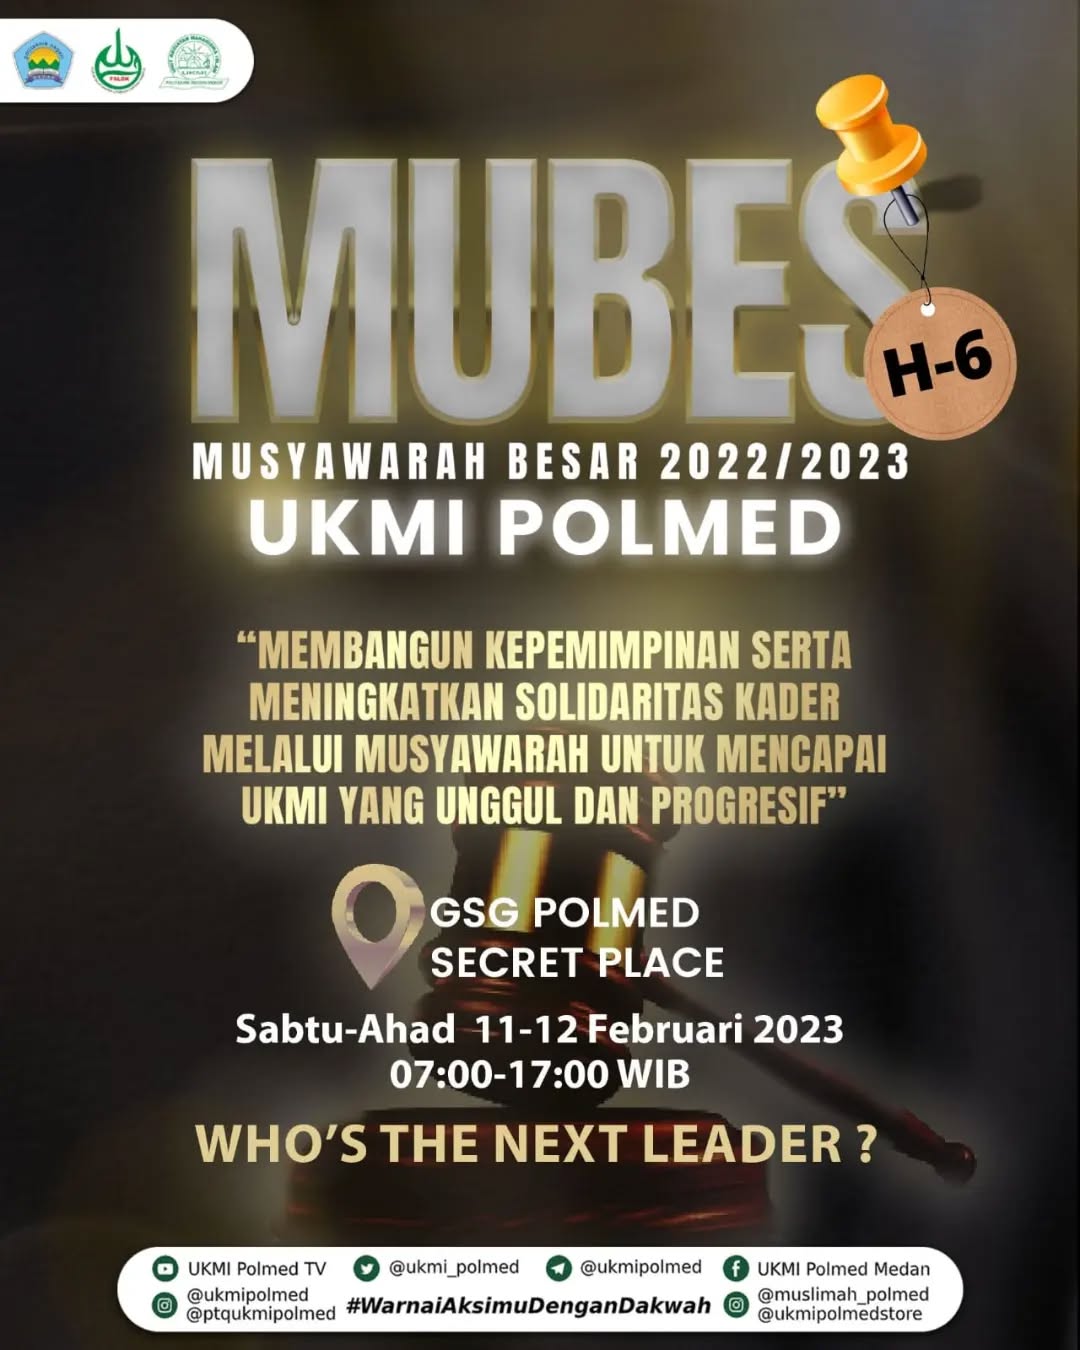 MUBES
H-6
MUSYAWARAH BESAR 2022/2023
UKMI POLMED
“MEMBANGUN KEPEMIMPINAN SERTA
MENINGKATKAN SOLIDARITAS KADER
MELALUI MUSYAWARAH UNTUK MENCAPAI
UKMI YANG UNGGUL DAN PROGRESIF”
GSG POLMED
SECRET PLACE
Sabtu-Ahad 11-12 Februari 2023
07:00-17:00 WIB
WHO’S THE NEXT LEADER ?
UKMI Polmed TV
@ukmi_polmed
@ukmipolmed
UKMI Polmed Medan
@ukmipolmed
@ptqukmipolmed
#WarnaiAksimuDenganDakwah
@muslimah_polmed
@ukmipolmedstore